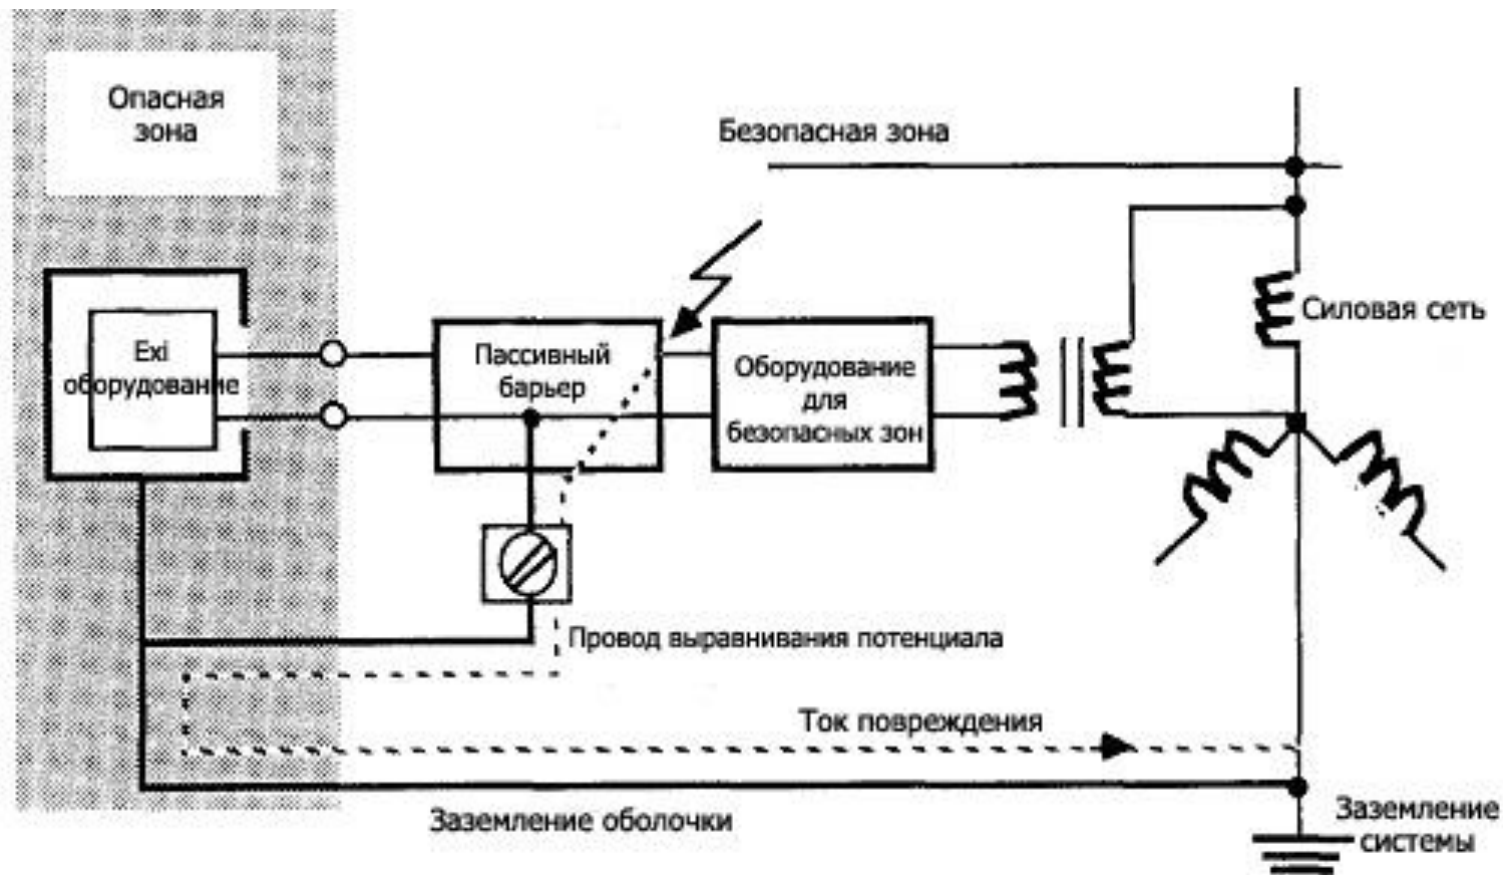 Опасная
зона
Безопасная зона
Силовая сеть
Exi
оборудование
Пассивный
барьер
Оборудование
для
безопасных зон
Провод выравнивания потенциала
Ток повреждения
Заземление оболочки
Заземление
системы